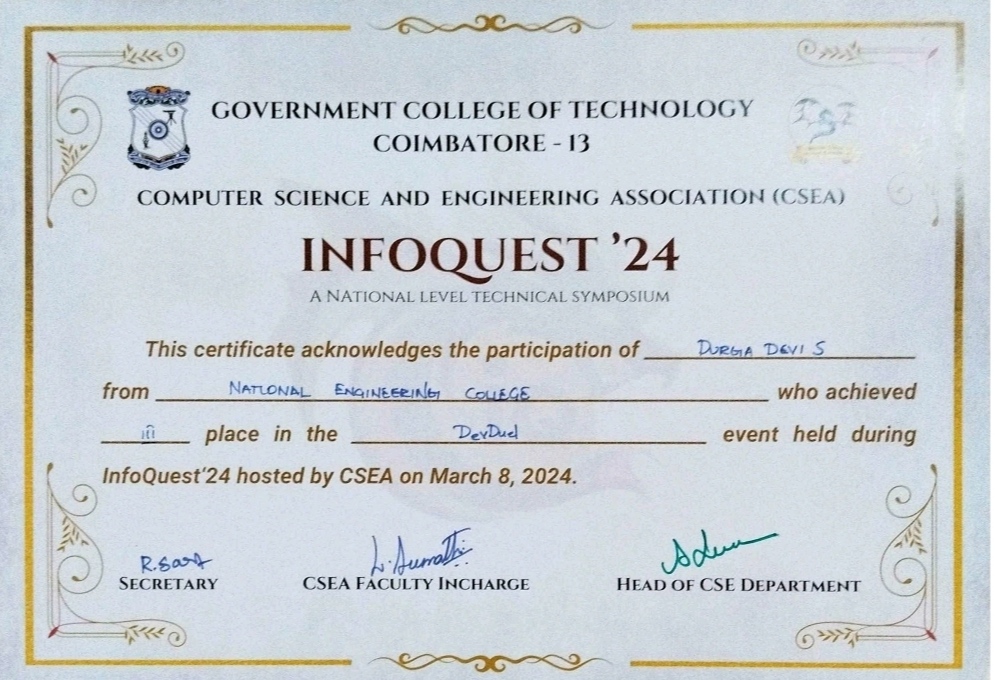 GOVERNMENT COLLEGE OF TECHNOLOGY
COIMBATORE - 13
COMPUTER SCIENCE AND ENGINEERING ASSOCIATION (CSEA)
INFOQUEST ’24
A NATIONAL LEVEL TECHNICAL SYMPOSIUM
This certificate acknowledges the participation of DURGA DEVI S
from NATIONAL ENGINEERING COLLEGE who achieved
iii place in the DevDuel event held during
InfoQuest‘24 hosted by CSEA on March 8, 2024.
L. Sumathi
SECRETARY CSEA FACULTY INCHARGE HEAD OF CSE DEPARTMENT